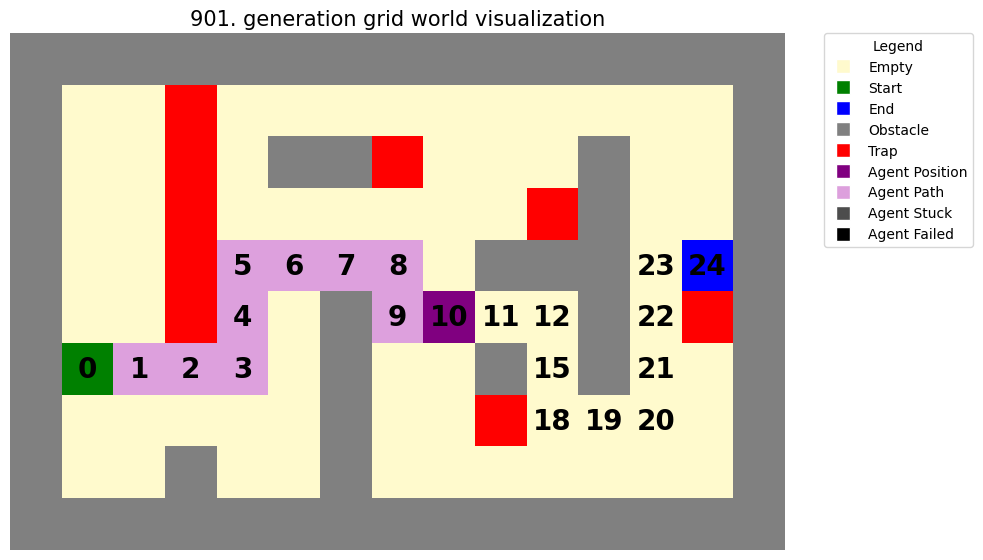 901. generation grid world visualization
Legend
Empty
Start
End
Obstacle
Trap
Agent Position
Agent Path
Agent Stuck
Agent Failed
5 6 7 8 23 24
4 9 10 11 12 22
0 1 2 3 15 21
18 19 20